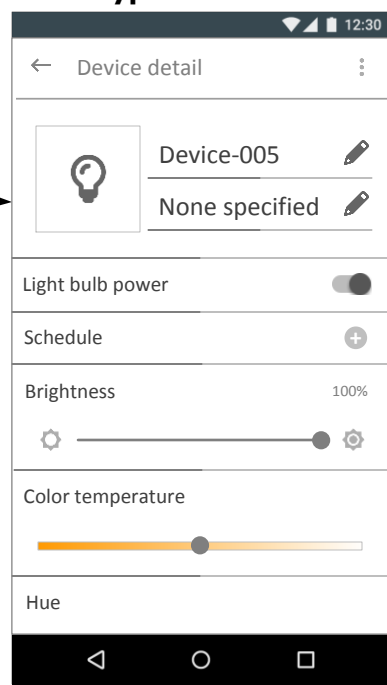 12:30
Device detail
Device-005
None specified
Light bulb power
Schedule
Brightness 100%
Color temperature
Hue